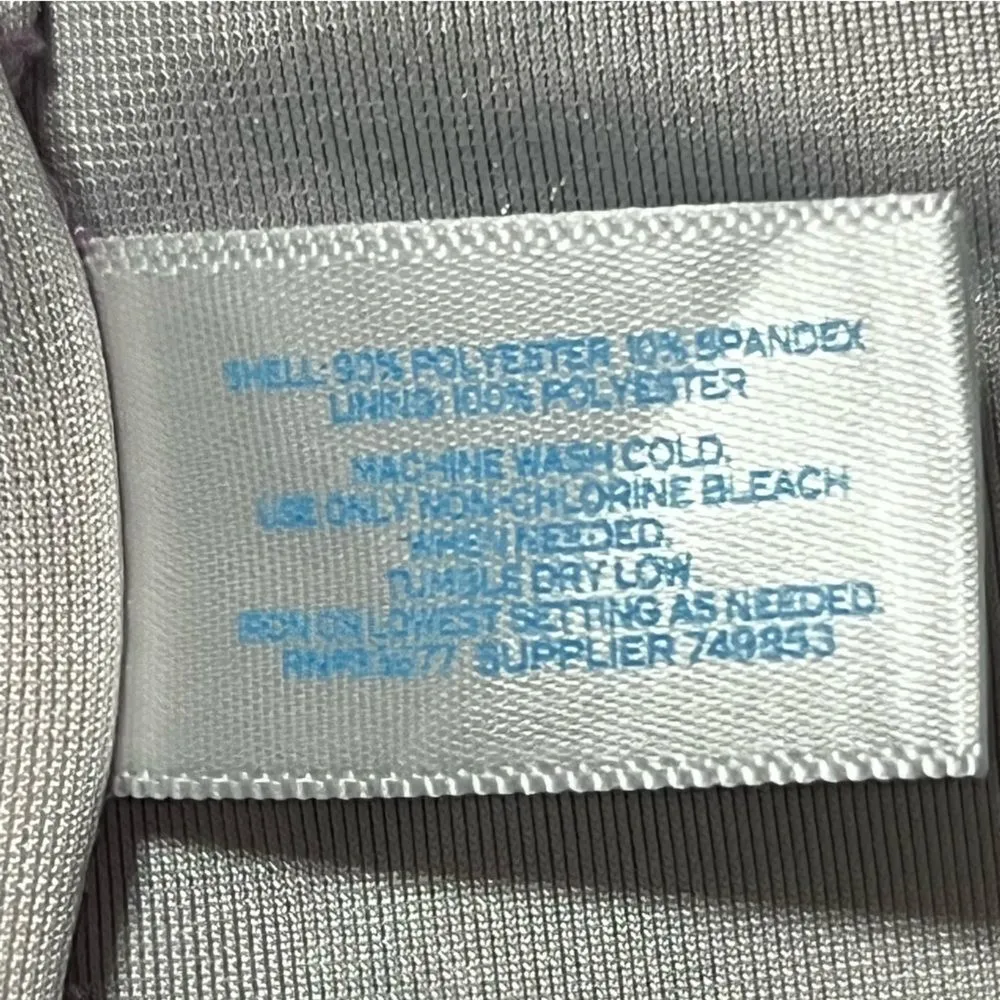 SHELL: 90% POLYESTER 10% SPANDEX
LINING: 100% POLYESTER
MACHINE WASH COLD.
USE ONLY NON-CHLORINE BLEACH
WHEN NEEDED.
TUMBLE DRY LOW
IRON ON LOWEST SETTING AS NEEDED.
SUPPLIER 749853